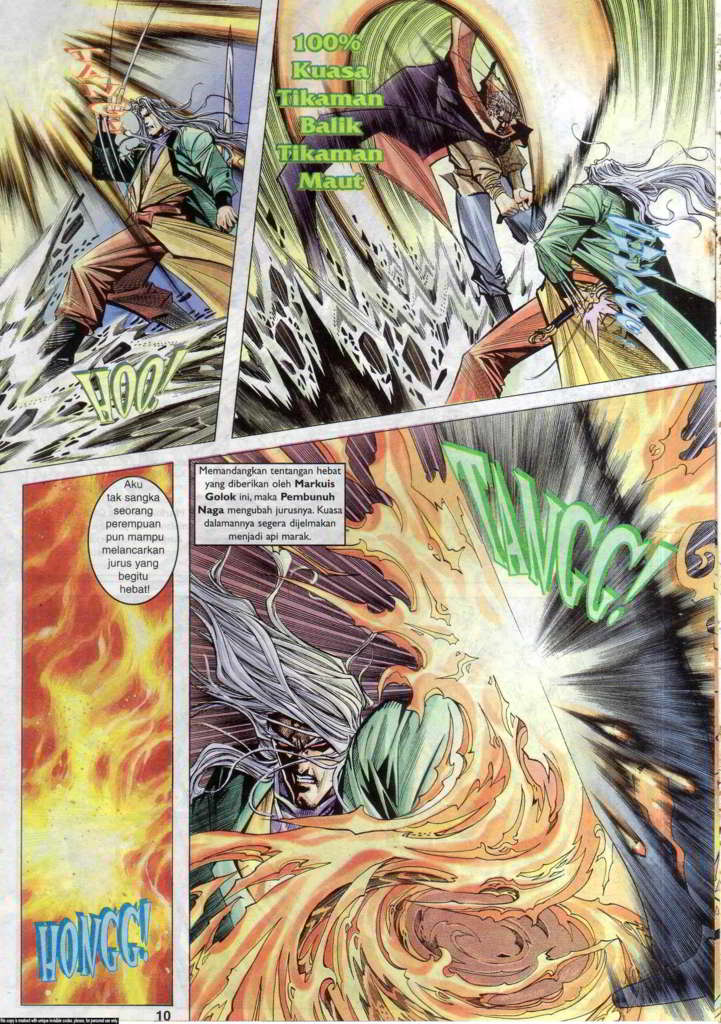 100%
Kuasa
Tikaman
Balik
Tikaman
Maut
HOO!
Memandangkan tentangan hebat
yang diberikan oleh Markuis
Golok ini, maka Pembunuh
Naga mengubah jurusnya. Kuasa
dalamannya segera dijelmakan
menjadi api marak.
TANGG!
Aku
tak sangka
seorang
perempuan
pun mampu
melancarkan
jurus yang
begitu
hebat!
HONGG!
10